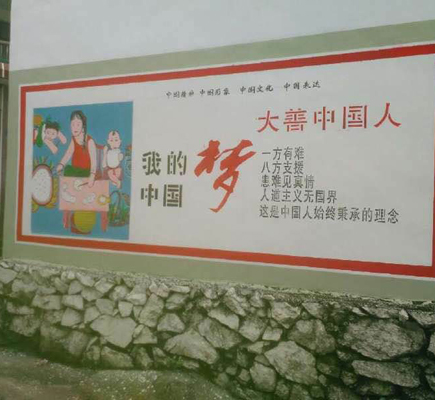 中国精神 中国形象 中国文化 中国表达
大善中国人
我的
中国
梦
一方有难
八方支援
患难见真情
人道主义无国界
这是中国人始终秉承的理念